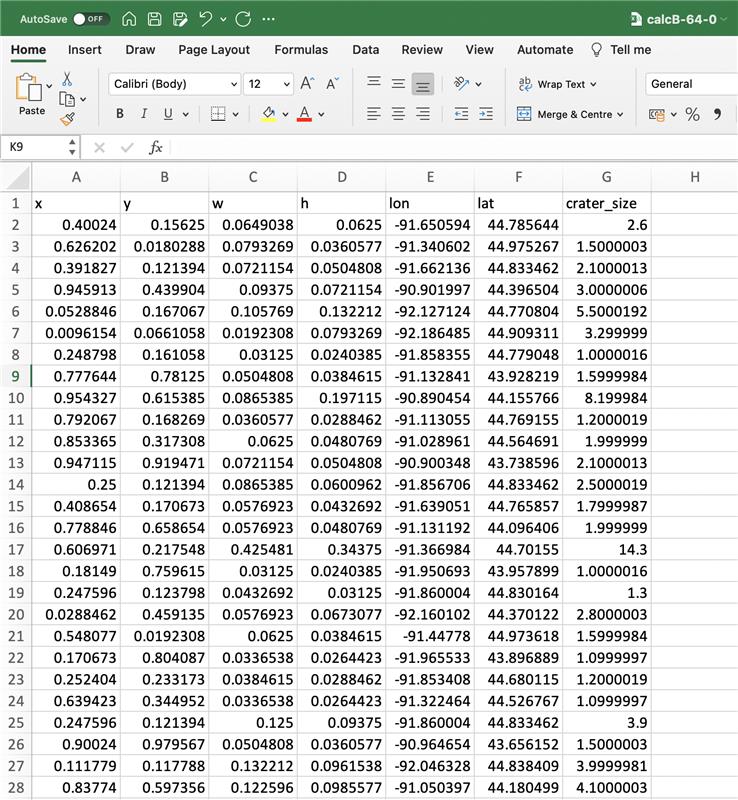 AutoSave OFF calcB-64-0
Home Insert Draw Page Layout Formulas Data Review View Automate Tell me
Paste Calibri (Body) 12 A A ab c Wrap Text General
B I U A Merge & Centre %
K9 fx
A B C D E F G H
1 x y w h lon lat crater_size
2 0.40024 0.15625 0.0649038 0.0625 -91.650594 44.785644 2.6
3 0.626202 0.0180288 0.0793269 0.0360577 -91.340602 44.975267 1.5000003
4 0.391827 0.121394 0.0721154 0.0504808 -91.662136 44.833462 2.1000013
5 0.945913 0.439904 0.09375 0.0721154 -90.901997 44.396504 3.0000006
6 0.0528846 0.167067 0.105769 0.132212 -92.127124 44.770804 5.5000192
7 0.0096154 0.0661058 0.0192308 0.0793269 -92.186485 44.909311 3.299999
8 0.248798 0.161058 0.03125 0.0240385 -91.858355 44.779048 1.0000016
9 0.777644 0.78125 0.0504808 0.0384615 -91.132841 43.928219 1.5999984
10 0.954327 0.615385 0.0865385 0.197115 -90.890454 44.155766 8.199984
11 0.792067 0.168269 0.0360577 0.0288462 -91.113055 44.769155 1.2000019
12 0.853365 0.317308 0.0625 0.0480769 -91.028961 44.564691 1.999999
13 0.947115 0.919471 0.0721154 0.0504808 -90.900348 43.738596 2.1000013
14 0.25 0.121394 0.0865385 0.0600962 -91.856706 44.833462 2.5000019
15 0.408654 0.170673 0.0576923 0.0432692 -91.639051 44.765857 1.7999987
16 0.778846 0.658654 0.0576923 0.0480769 -91.131192 44.096406 1.999999
17 0.606971 0.217548 0.425481 0.34375 -91.366984 44.70155 14.3
18 0.18149 0.759615 0.03125 0.0240385 -91.950693 43.957899 1.0000016
19 0.247596 0.123798 0.0432692 0.03125 -91.860004 44.830164 1.3
20 0.0288462 0.459135 0.0576923 0.0673077 -92.160102 44.370122 2.8000003
21 0.548077 0.0192308 0.0625 0.0384615 -91.44778 44.973618 1.5999984
22 0.170673 0.804087 0.0336538 0.0264423 -91.965533 43.896889 1.0999997
23 0.252404 0.233173 0.0384615 0.0288462 -91.853408 44.680115 1.2000019
24 0.639423 0.344952 0.0336538 0.0264423 -91.322464 44.526767 1.0999997
25 0.247596 0.121394 0.125 0.09375 -91.860004 44.833462 3.9
26 0.90024 0.979567 0.0504808 0.0360577 -90.964654 43.656152 1.5000003
27 0.111779 0.117788 0.132212 0.0961538 -92.046328 44.838409 3.9999981
28 0.83774 0.597356 0.122596 0.0985577 -91.050397 44.180499 4.1000003